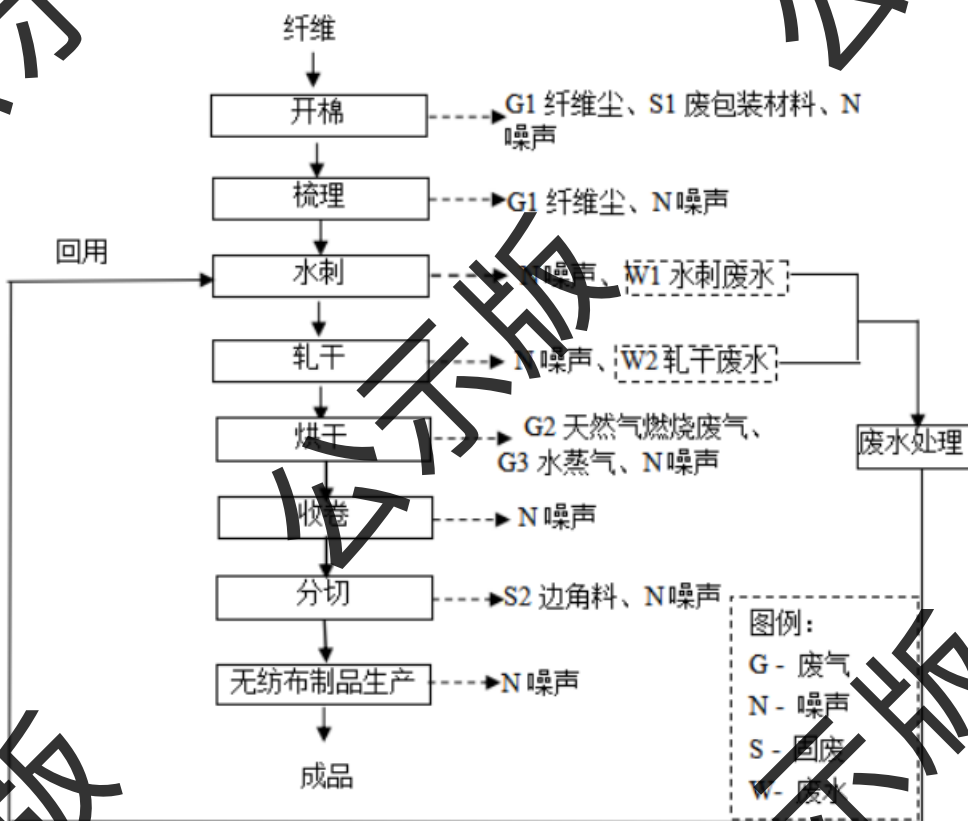 纤维
开棉
G1 纤维尘、S1 废包装材料、N
噪声
梳理
G1 纤维尘、N 噪声
回用
水刺
N 噪声、W1 水刺废水
轧干
N 噪声、W2 轧干废水
烘干
G2 天然气燃烧废气、
G3 水蒸气、N 噪声
废水处理
收卷
N 噪声
分切
S2 边角料、N 噪声
无纺布制品生产
N 噪声
成品
图例：
G - 废气
N - 噪声
S - 固废
W- 废水
公示版
公
示
示版
版